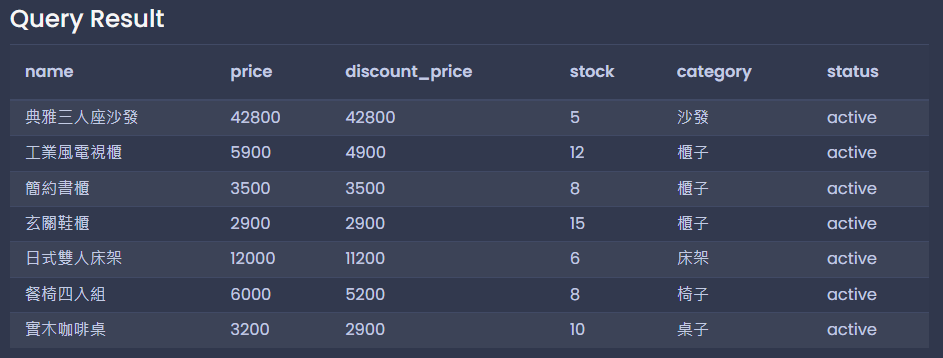 Query Result
name price discount_price stock category status
典雅三人座沙發 42800 42800 5 沙發 active
工業風電視櫃 5900 4900 12 櫃子 active
簡約書櫃 3500 3500 8 櫃子 active
玄關鞋櫃 2900 2900 15 櫃子 active
日式雙人床架 12000 11200 6 床架 active
餐椅四入組 6000 5200 8 椅子 active
實木咖啡桌 3200 2900 10 桌子 active